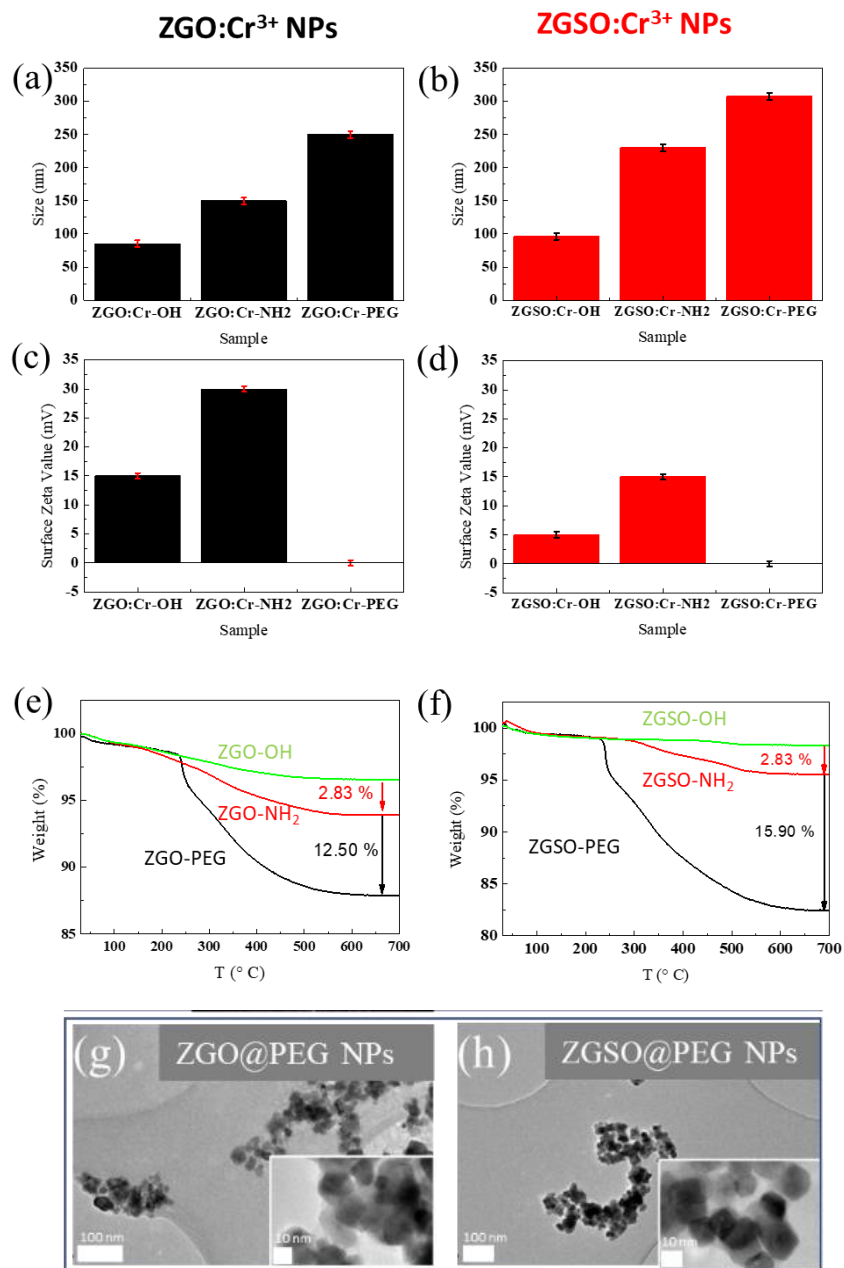 ZGO:Cr³⁺ NPs
ZGSO:Cr³⁺ NPs
(a)
350
300
250
200
150
100
50
0
Size (nm)
ZGO:Cr-OH ZGO:Cr-NH2 ZGO:Cr-PEG
Sample
(b)
350
300
250
200
150
100
50
0
Size (nm)
ZGSO:Cr-OH ZGSO:Cr-NH2 ZGSO:Cr-PEG
Sample
(c)
35
30
25
20
15
10
5
0
-5
Surface Zeta Value (mV)
ZGO:Cr-OH ZGO:Cr-NH2 ZGO:Cr-PEG
Sample
(d)
35
30
25
20
15
10
5
0
-5
Surface Zeta Value (mV)
ZGSO:Cr-OH ZGSO:Cr-NH2 ZGSO:Cr-PEG
Sample
(e)
100
95
90
85
Weight (%)
ZGO-OH
2.83 %
ZGO-NH₂
12.50 %
ZGO-PEG
100 200 300 400 500 600 700
T (° C)
(f)
100
95
90
85
80
Weight (%)
ZGSO-OH
2.83 %
ZGSO-NH₂
15.90 %
ZGSO-PEG
100 200 300 400 500 600 700
T (° C)
(g)
ZGO@PEG NPs
100 nm
10 nm
(h)
ZGSO@PEG NPs
100 nm
10 nm